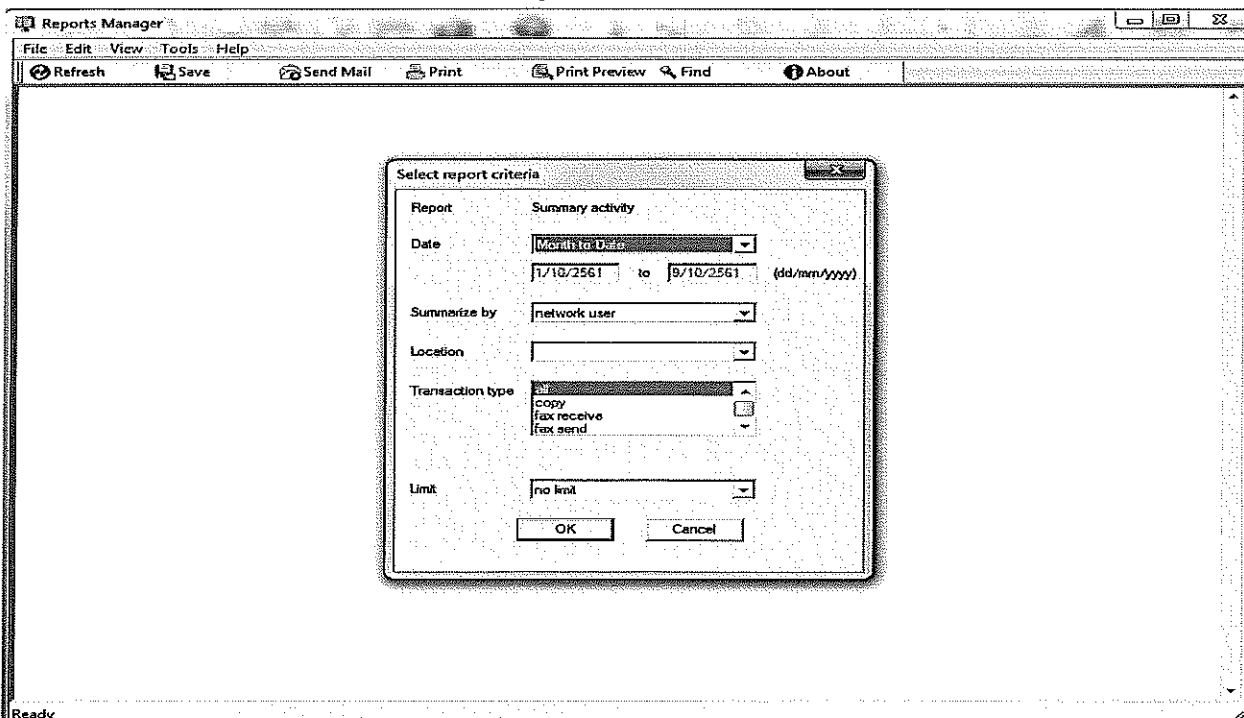 Reports Manager
File Edit View Tools Help
Refresh Save Send Mail Print Print Preview Find About
Select report criteria
Report Summary activity
Date Month to Date
1/10/2561 to 9/10/2561 (dd/mm/yyyy)
Summarize by network user
Location
Transaction type all
copy
fax receive
fax send
Limit no limit
OK Cancel
Ready